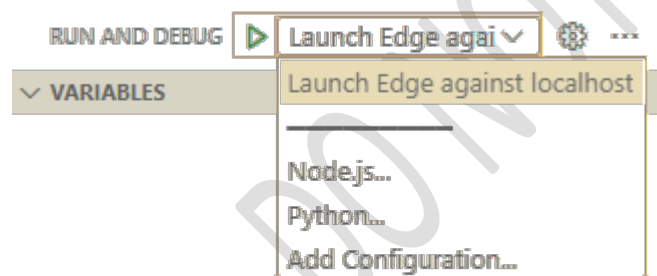 RUN AND DEBUG Launch Edge agai
VARIABLES
Launch Edge against localhost
Node.js...
Python...
Add Configuration...